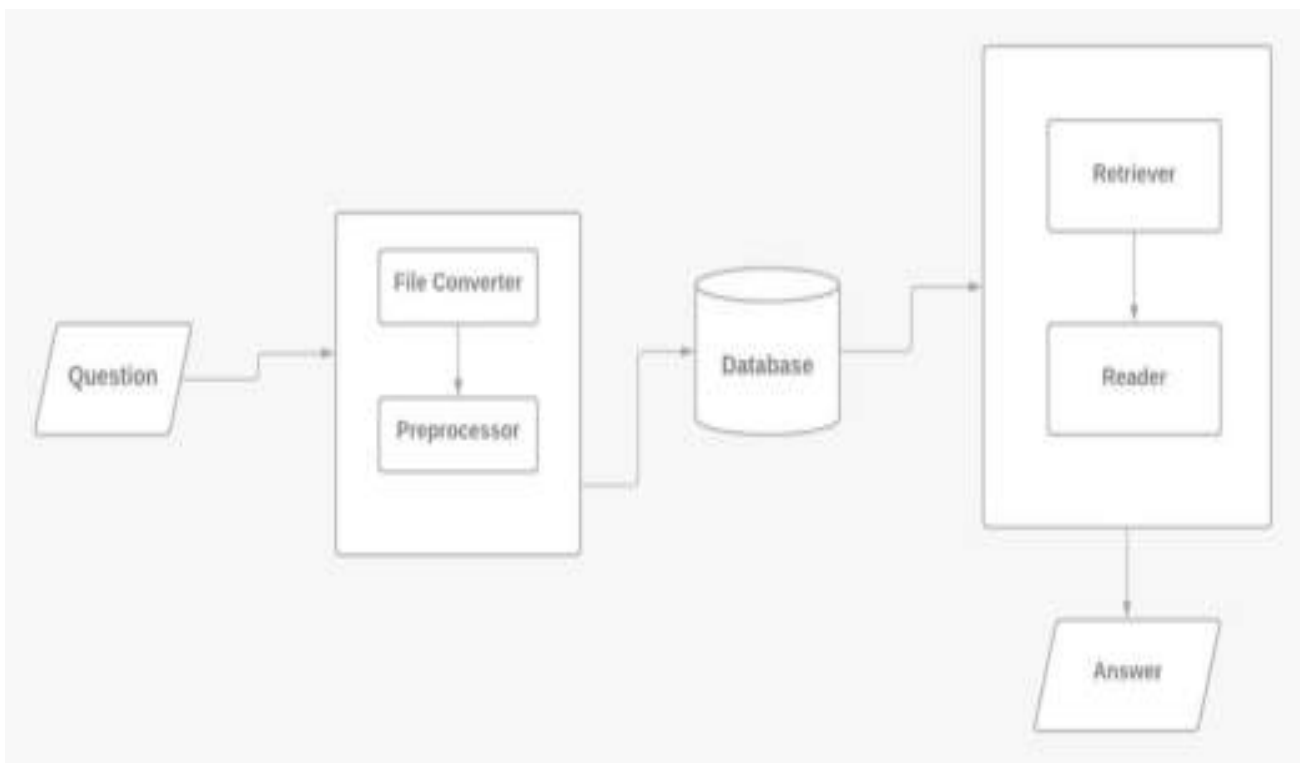 Question
File Converter
Preprocessor
Database
Retriever
Reader
Answer